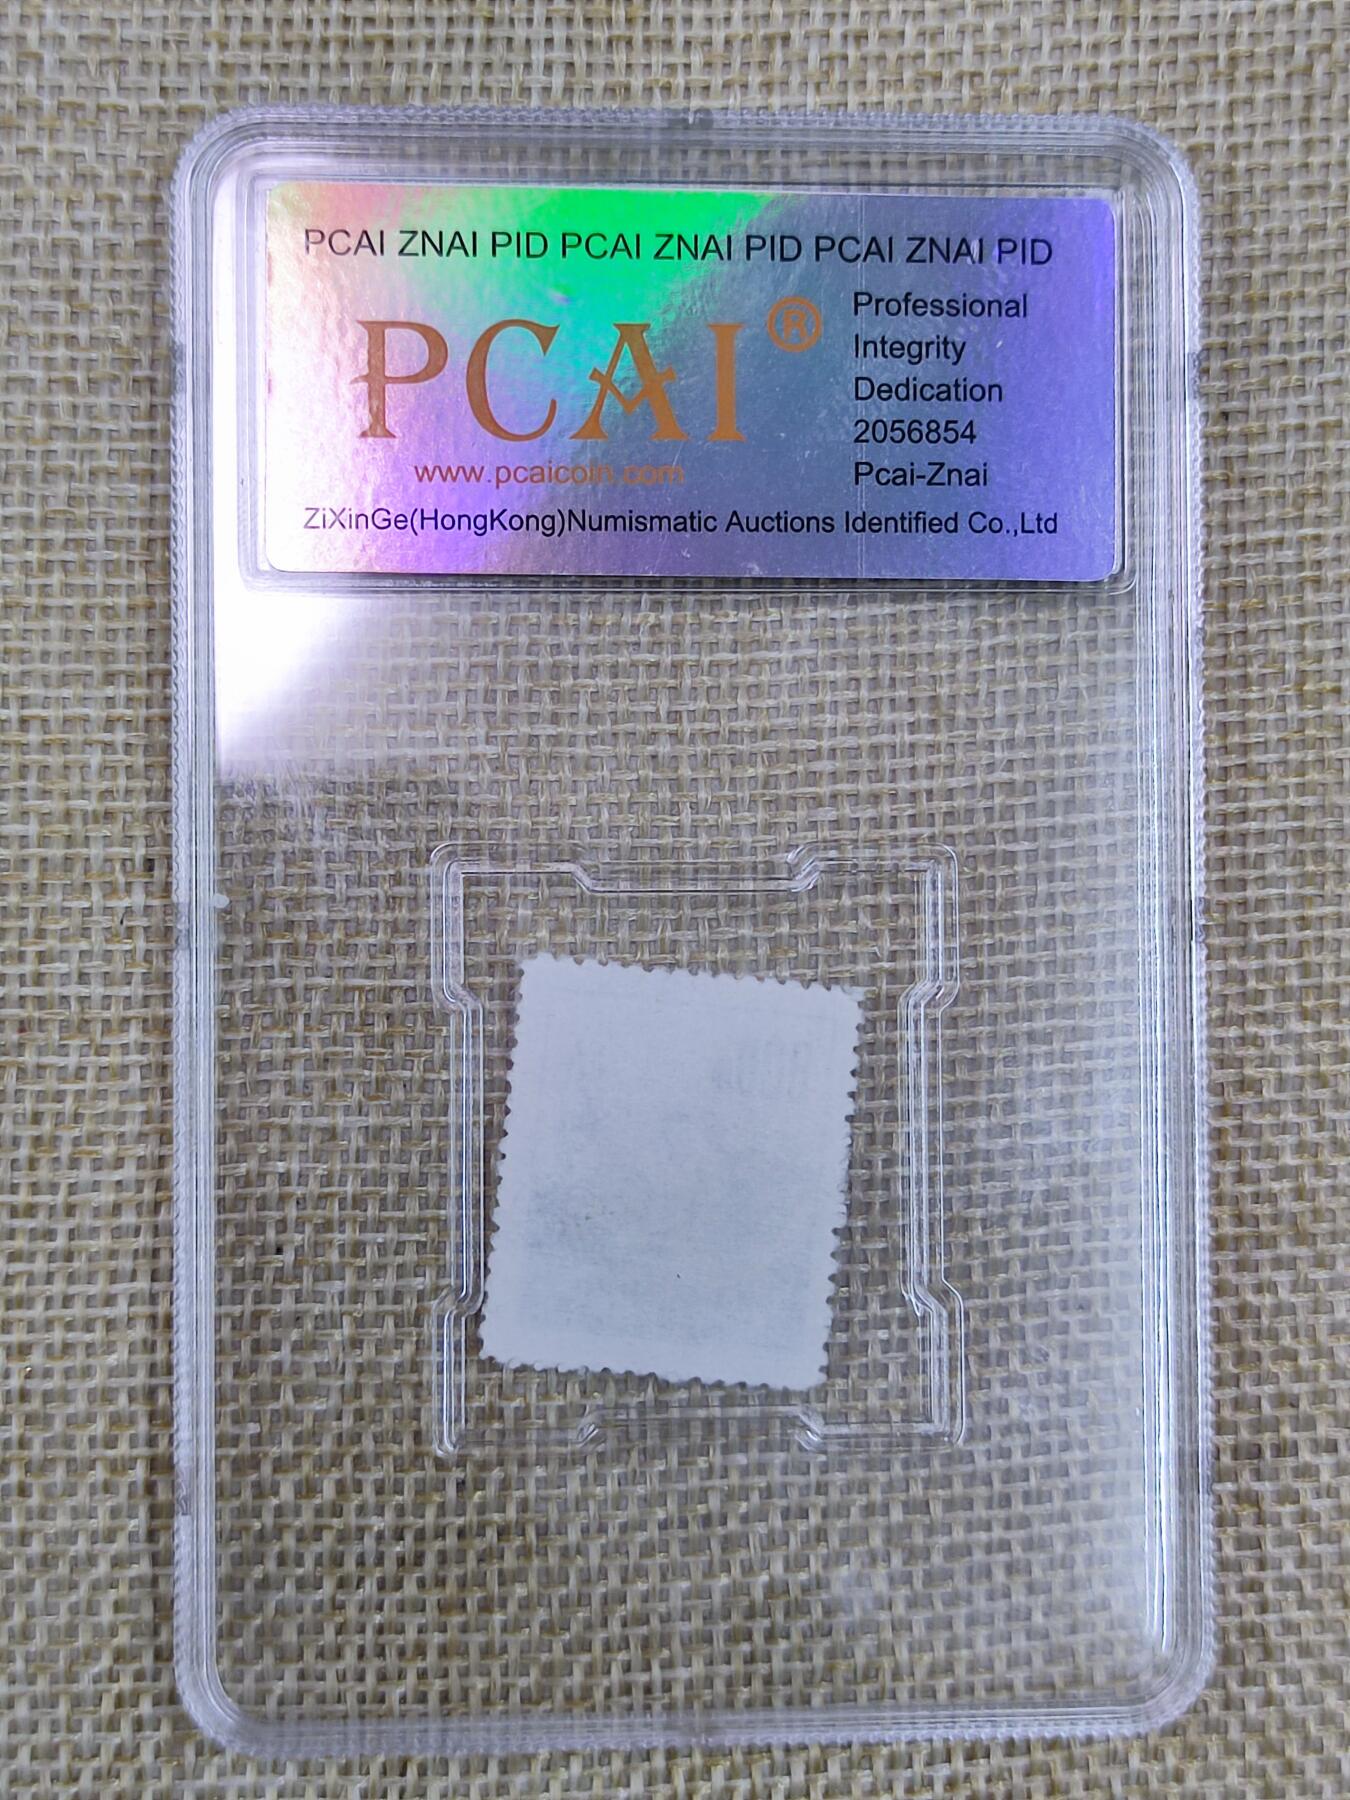 PCAI ZNAI PID PCAI ZNAI PID PCAI ZNAI PID
PCAI®
www.pcaicoin.com
Professional
Integrity
Dedication
2056854
Pcai-Znai
ZiXinGe(HongKong)Numismatic Auctions Identified Co.,Ltd